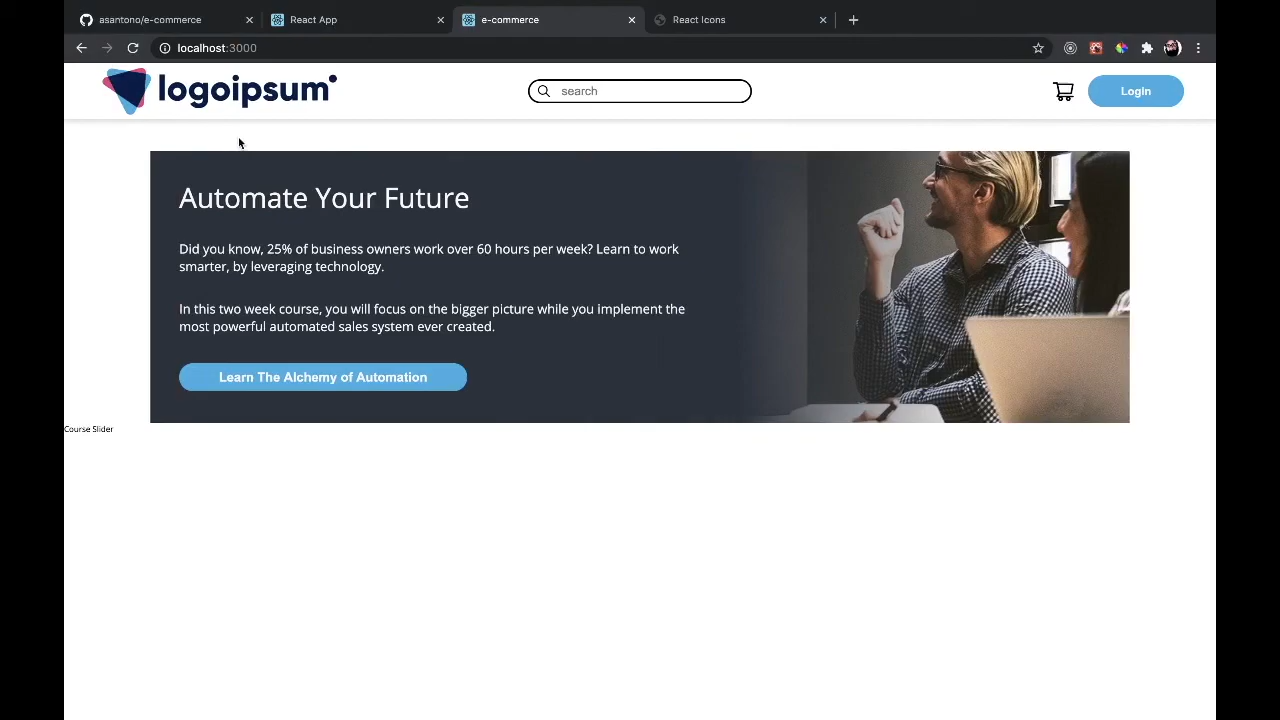 asantono/e-commerce
React App
e-commerce
React Icons
localhost:3000
logoipsum
search
Login
Automate Your Future
Did you know, 25% of business owners work over 60 hours per week? Learn to work
smarter, by leveraging technology.
In this two week course, you will focus on the bigger picture while you implement the
most powerful automated sales system ever created.
Learn The Alchemy of Automation
Course Slider